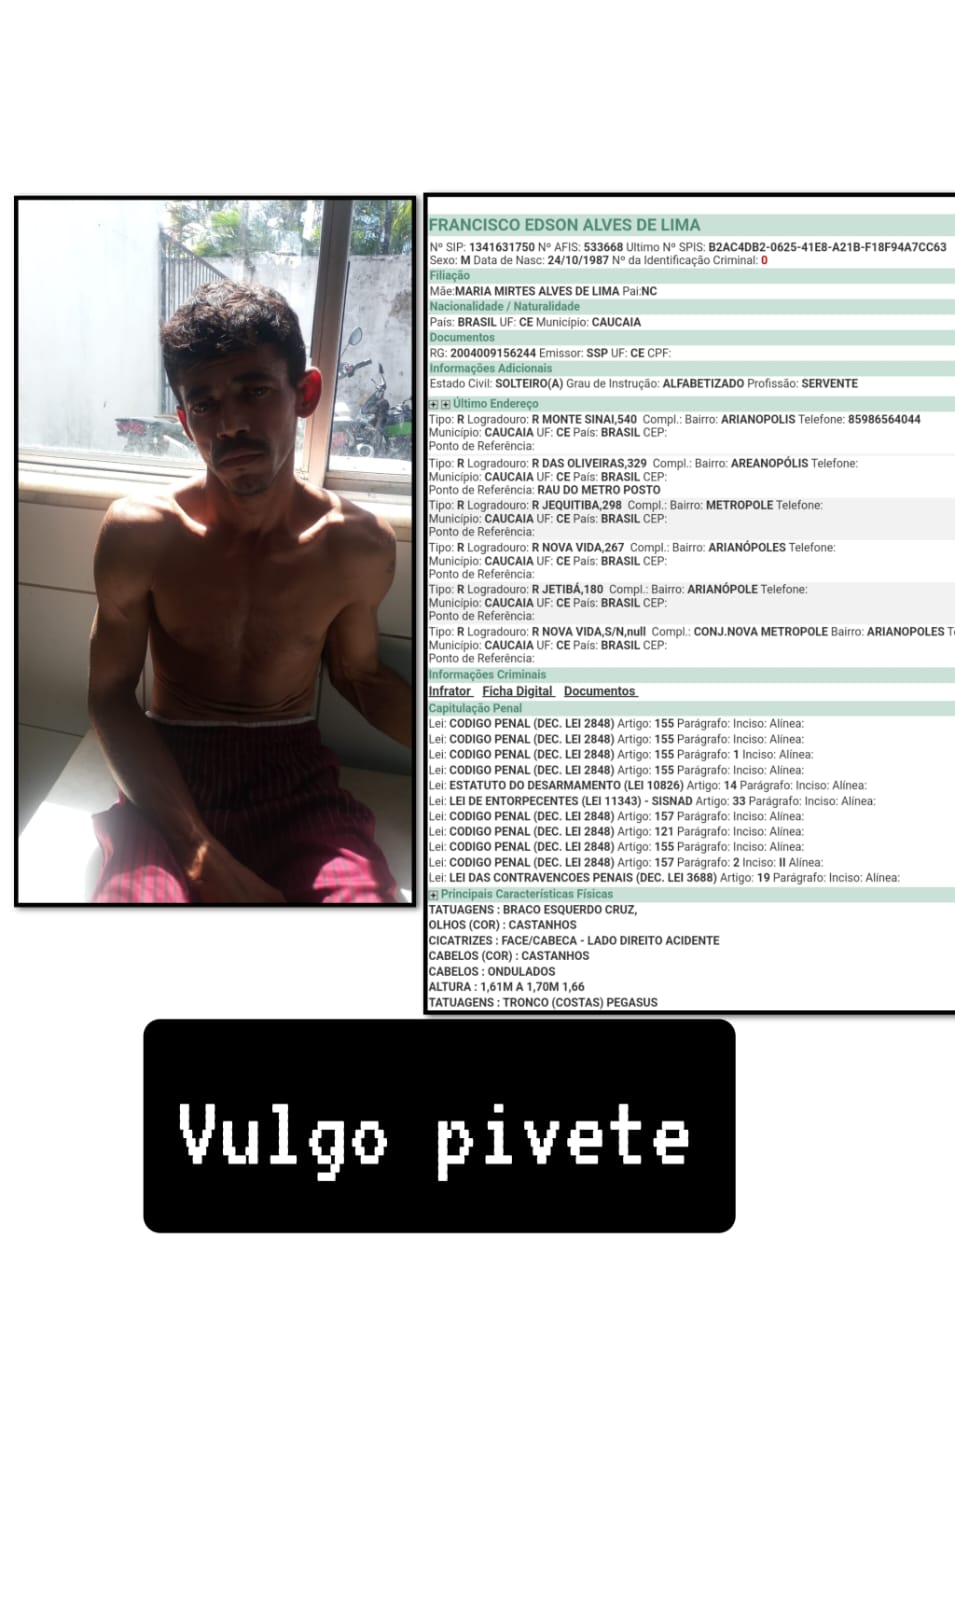 FRANCISCO EDSON ALVES DE LIMA
Nº SIP: 1341631750 Nº AFIS: 533668 Ultimo Nº SPIS: B2AC4DB2-0625-41E8-A21B-F18F94A7CC63
Sexo: M Data de Nasc: 24/10/1987 Nº da Identificação Criminal: 0
Filiação
Mãe:MARIA MIRTES ALVES DE LIMA Pai:NC
Nacionalidade / Naturalidade
País: BRASIL UF: CE Município: CAUCAIA
Documentos
RG: 2004009156244 Emissor: SSP UF: CE CPF:
Informações Adicionais
Estado Civil: SOLTEIRO(A) Grau de Instrução: ALFABETIZADO Profissão: SERVENTE
Último Endereço
Tipo: R Logradouro: R MONTE SINAI,540 Compl.: Bairro: ARIANOPOLIS Telefone: 85986564044
Município: CAUCAIA UF: CE País: BRASIL CEP:
Ponto de Referência:
Tipo: R Logradouro: R DAS OLIVEIRAS,329 Compl.: Bairro: AREANOPÓLIS Telefone:
Município: CAUCAIA UF: CE País: BRASIL CEP:
Ponto de Referência: RAU DO METRO POSTO
Tipo: R Logradouro: R JEQUITIBA,298 Compl.: Bairro: METROPOLE Telefone:
Município: CAUCAIA UF: CE País: BRASIL CEP:
Ponto de Referência:
Tipo: R Logradouro: R NOVA VIDA,267 Compl.: Bairro: ARIANÓPOLES Telefone:
Município: CAUCAIA UF: CE País: BRASIL CEP:
Ponto de Referência:
Tipo: R Logradouro: R JETIBÁ,180 Compl.: Bairro: ARIANÓPOLE Telefone:
Município: CAUCAIA UF: CE País: BRASIL CEP:
Ponto de Referência:
Tipo: R Logradouro: R NOVA VIDA,S/N,null Compl.: CONJ.NOVA METROPOLE Bairro: ARIANOPOLES
Município: CAUCAIA UF: CE País: BRASIL CEP:
Ponto de Referência:
Informações Criminais
Infrator Ficha Digital Documentos
Capitulação Penal
Lei: CODIGO PENAL (DEC. LEI 2848) Artigo: 155 Parágrafo: Inciso: Alínea:
Lei: CODIGO PENAL (DEC. LEI 2848) Artigo: 155 Parágrafo: Inciso: Alínea:
Lei: CODIGO PENAL (DEC. LEI 2848) Artigo: 155 Parágrafo: 1 Inciso: Alínea:
Lei: CODIGO PENAL (DEC. LEI 2848) Artigo: 155 Parágrafo: Inciso: Alínea:
Lei: ESTATUTO DO DESARMAMENTO (LEI 10826) Artigo: 14 Parágrafo: Inciso: Alínea:
Lei: LEI DE ENTORPECENTES (LEI 11343) - SISNAD Artigo: 33 Parágrafo: Inciso: Alínea:
Lei: CODIGO PENAL (DEC. LEI 2848) Artigo: 157 Parágrafo: Inciso: Alínea:
Lei: CODIGO PENAL (DEC. LEI 2848) Artigo: 121 Parágrafo: Inciso: Alínea:
Lei: CODIGO PENAL (DEC. LEI 2848) Artigo: 155 Parágrafo: Inciso: Alínea:
Lei: CODIGO PENAL (DEC. LEI 2848) Artigo: 157 Parágrafo: 2 Inciso: II Alínea:
Lei: LEI DAS CONTRAVENCOES PENAIS (DEC. LEI 3688) Artigo: 19 Parágrafo: Inciso: Alínea:
Principais Características Físicas
TATUAGENS : BRACO ESQUERDO CRUZ,
OLHOS (COR) : CASTANHOS
CICATRIZES : FACE/CABECA - LADO DIREITO ACIDENTE
CABELOS (COR) : CASTANHOS
CABELOS : ONDULADOS
ALTURA : 1,61M A 1,70M 1,66
TATUAGENS : TRONCO (COSTAS) PEGASUS
Vulgo pivete